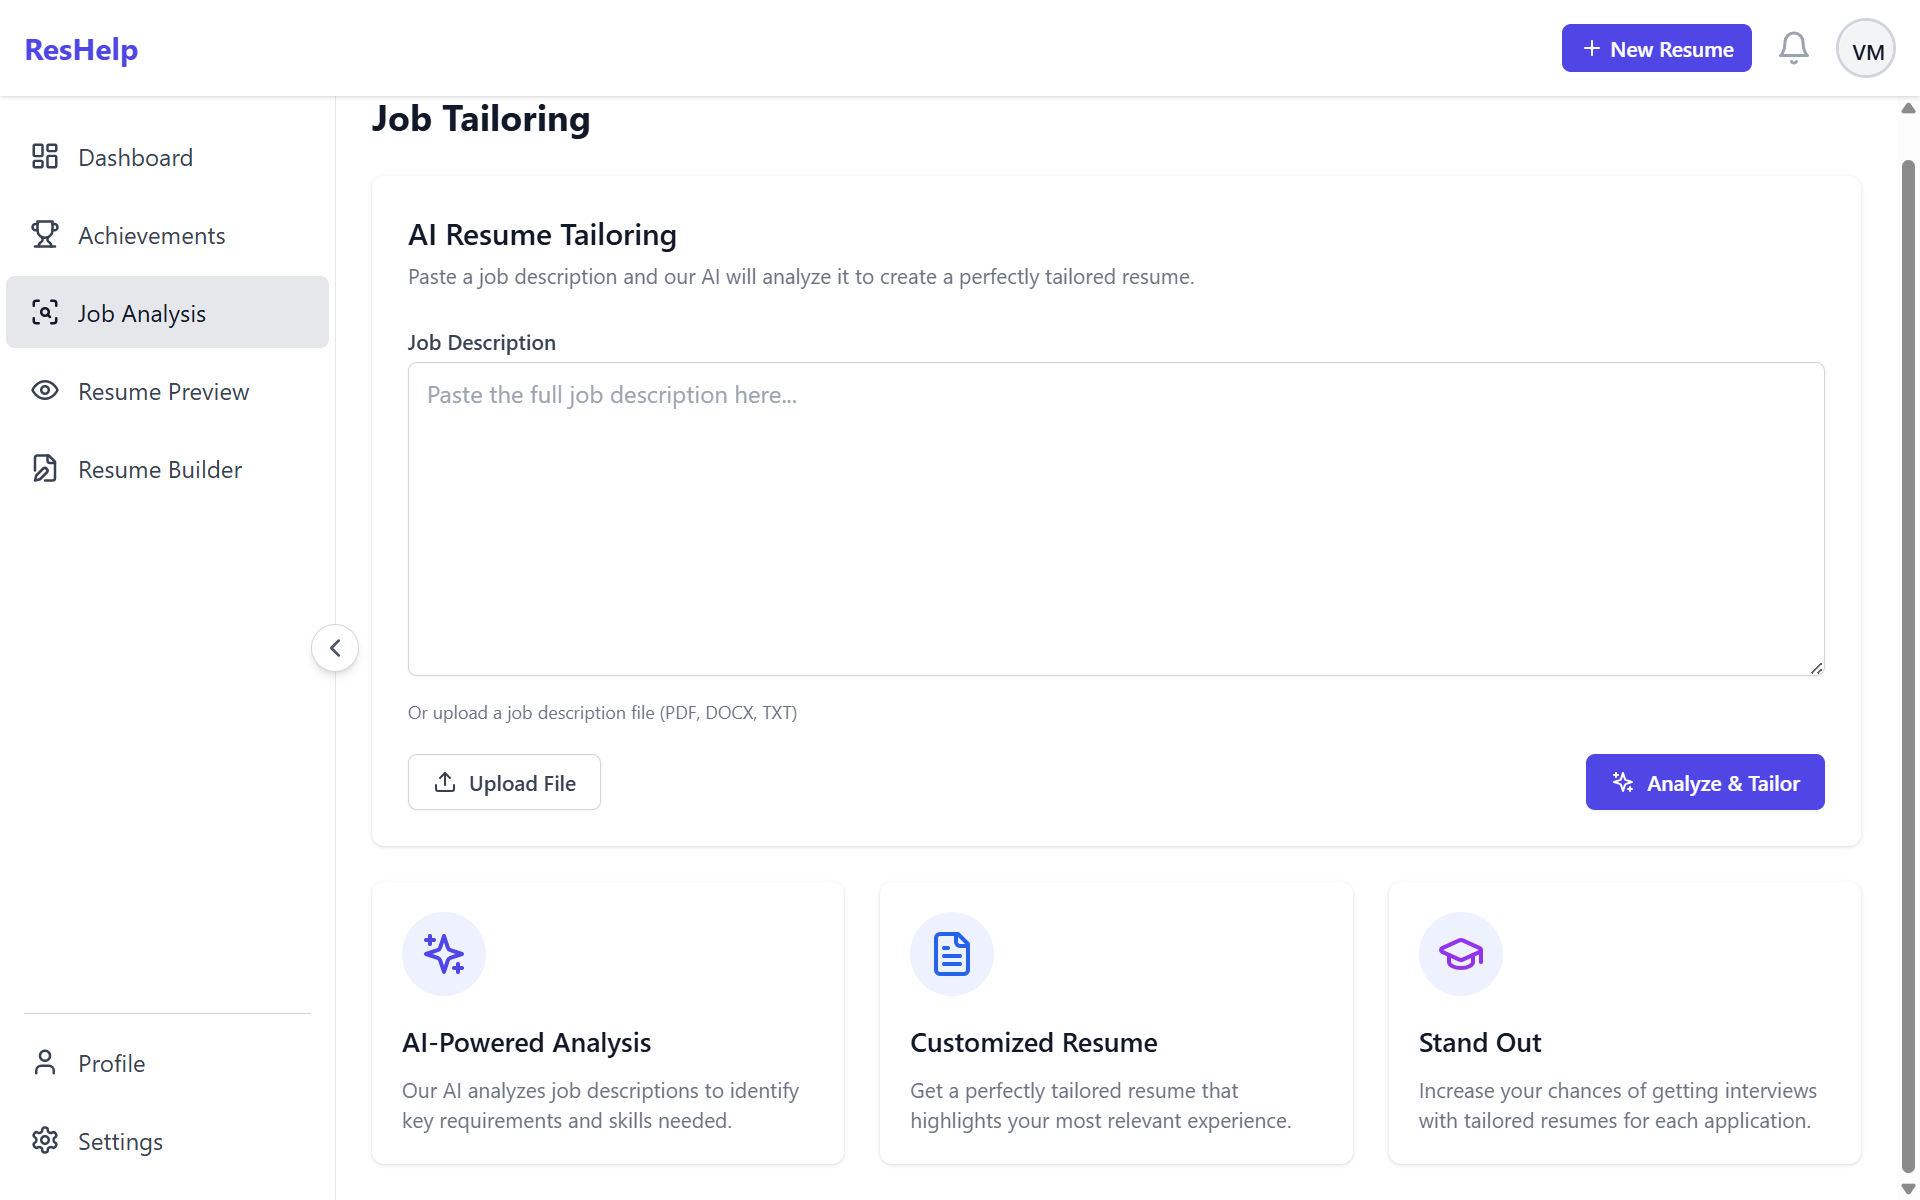 ResHelp
New Resume
VM
Dashboard
Achievements
Job Analysis
Resume Preview
Resume Builder
Profile
Settings
Job Tailoring
AI Resume Tailoring
Paste a job description and our AI will analyze it to create a perfectly tailored resume.
Job Description
Paste the full job description here...
Or upload a job description file (PDF, DOCX, TXT)
Upload File
Analyze & Tailor
AI-Powered Analysis
Our AI analyzes job descriptions to identify
key requirements and skills needed.
Customized Resume
Get a perfectly tailored resume that
highlights your most relevant experience.
Stand Out
Increase your chances of getting interviews
with tailored resumes for each application.